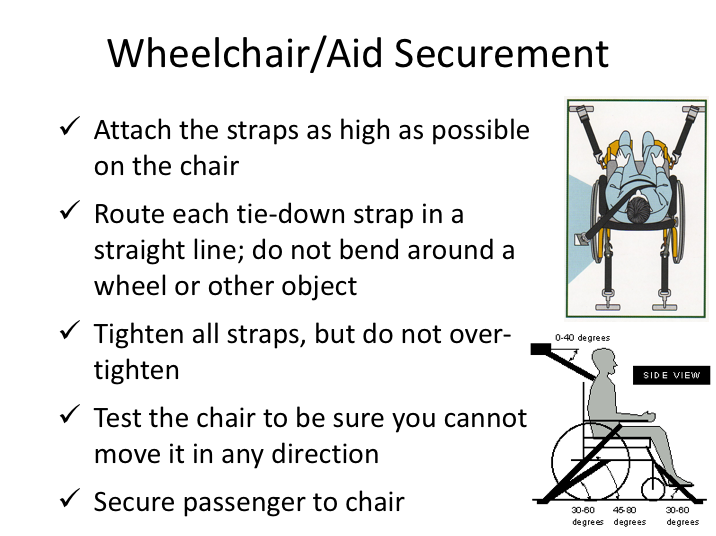 Wheelchair/Aid Securement
✓ Attach the straps as high as possible
on the chair
✓ Route each tie-down strap in a
straight line; do not bend around a
wheel or other object
✓ Tighten all straps, but do not over-
tighten
✓ Test the chair to be sure you cannot
move it in any direction
✓ Secure passenger to chair
0-40 degrees
SIDE VIEW
30-60 45-80 30-60
degrees degrees degrees